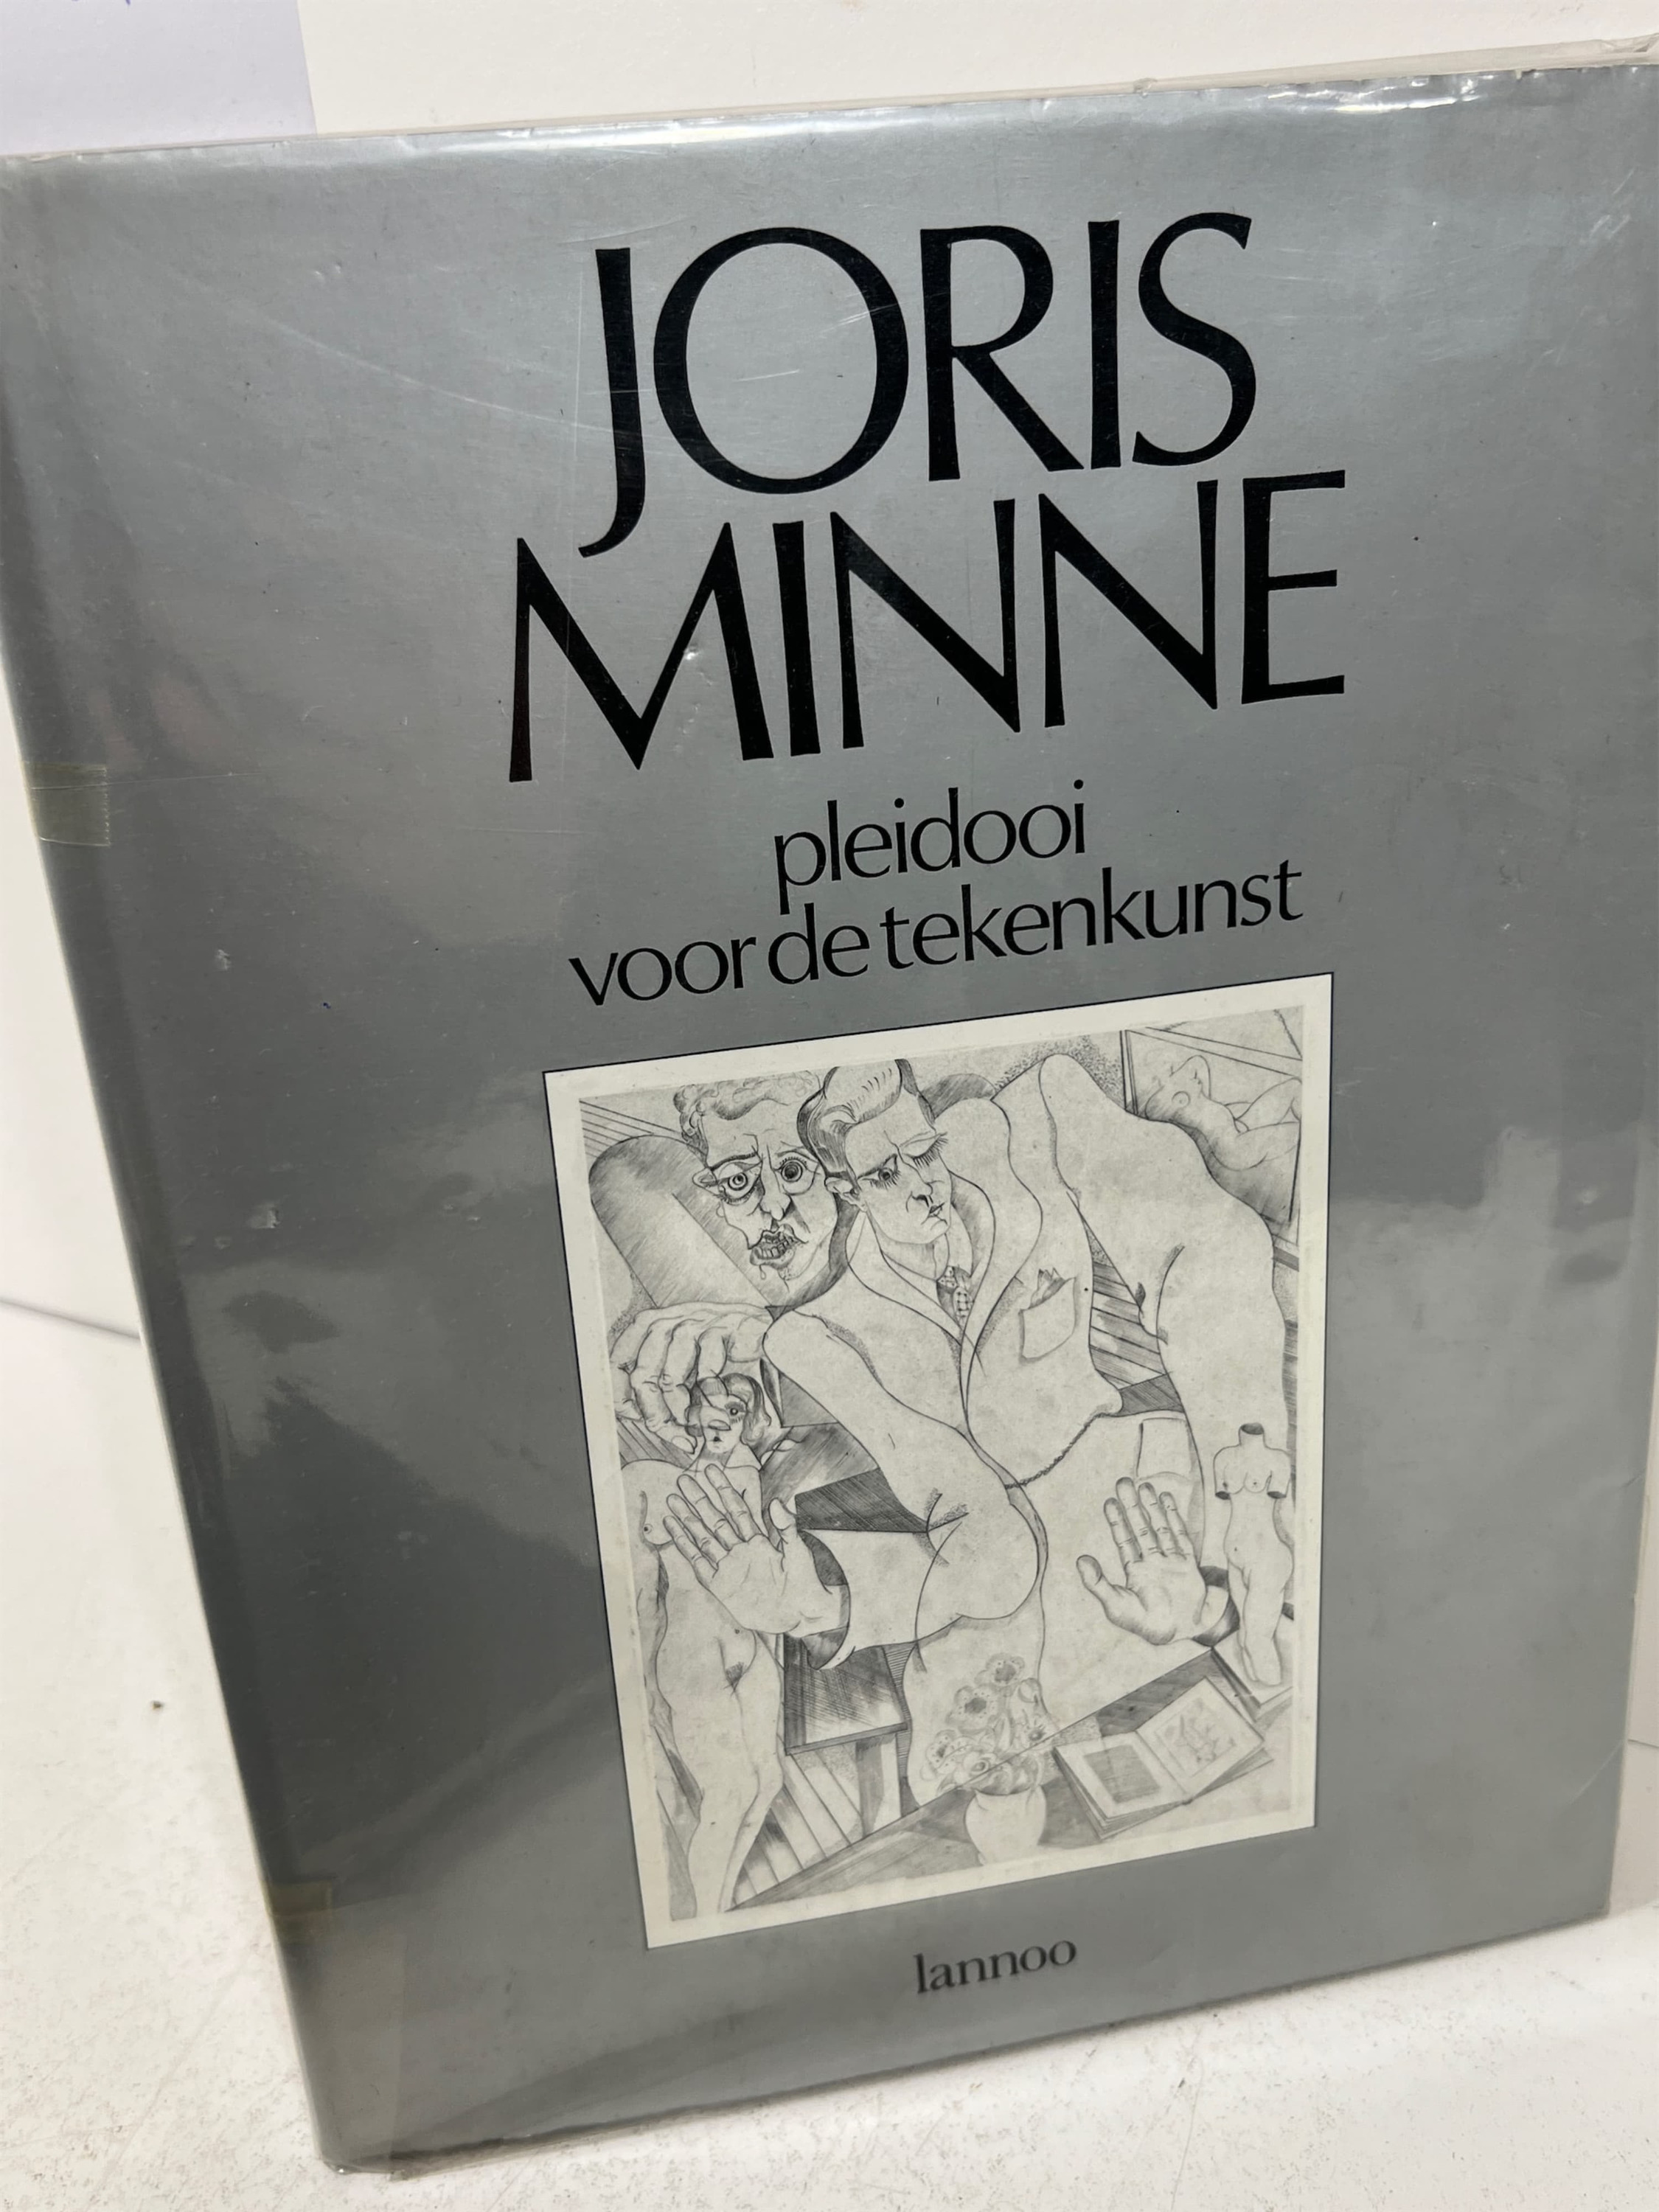 JORIS
MINNE
pleidooi
voor de tekenkunst
lannoo